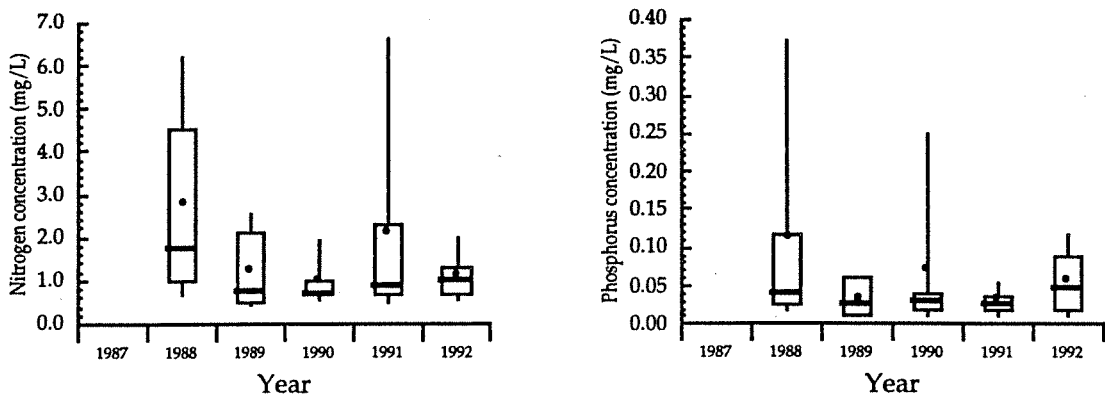 Nitrogen concentration (mg/L)
7.0
6.0
5.0
4.0
3.0
2.0
1.0
0.0
1987 1988 1989 1990 1991 1992
Year
Phosphorus concentration (mg/L)
0.40
0.35
0.30
0.25
0.20
0.15
0.10
0.05
0.00
1987 1988 1989 1990 1991 1992
Year